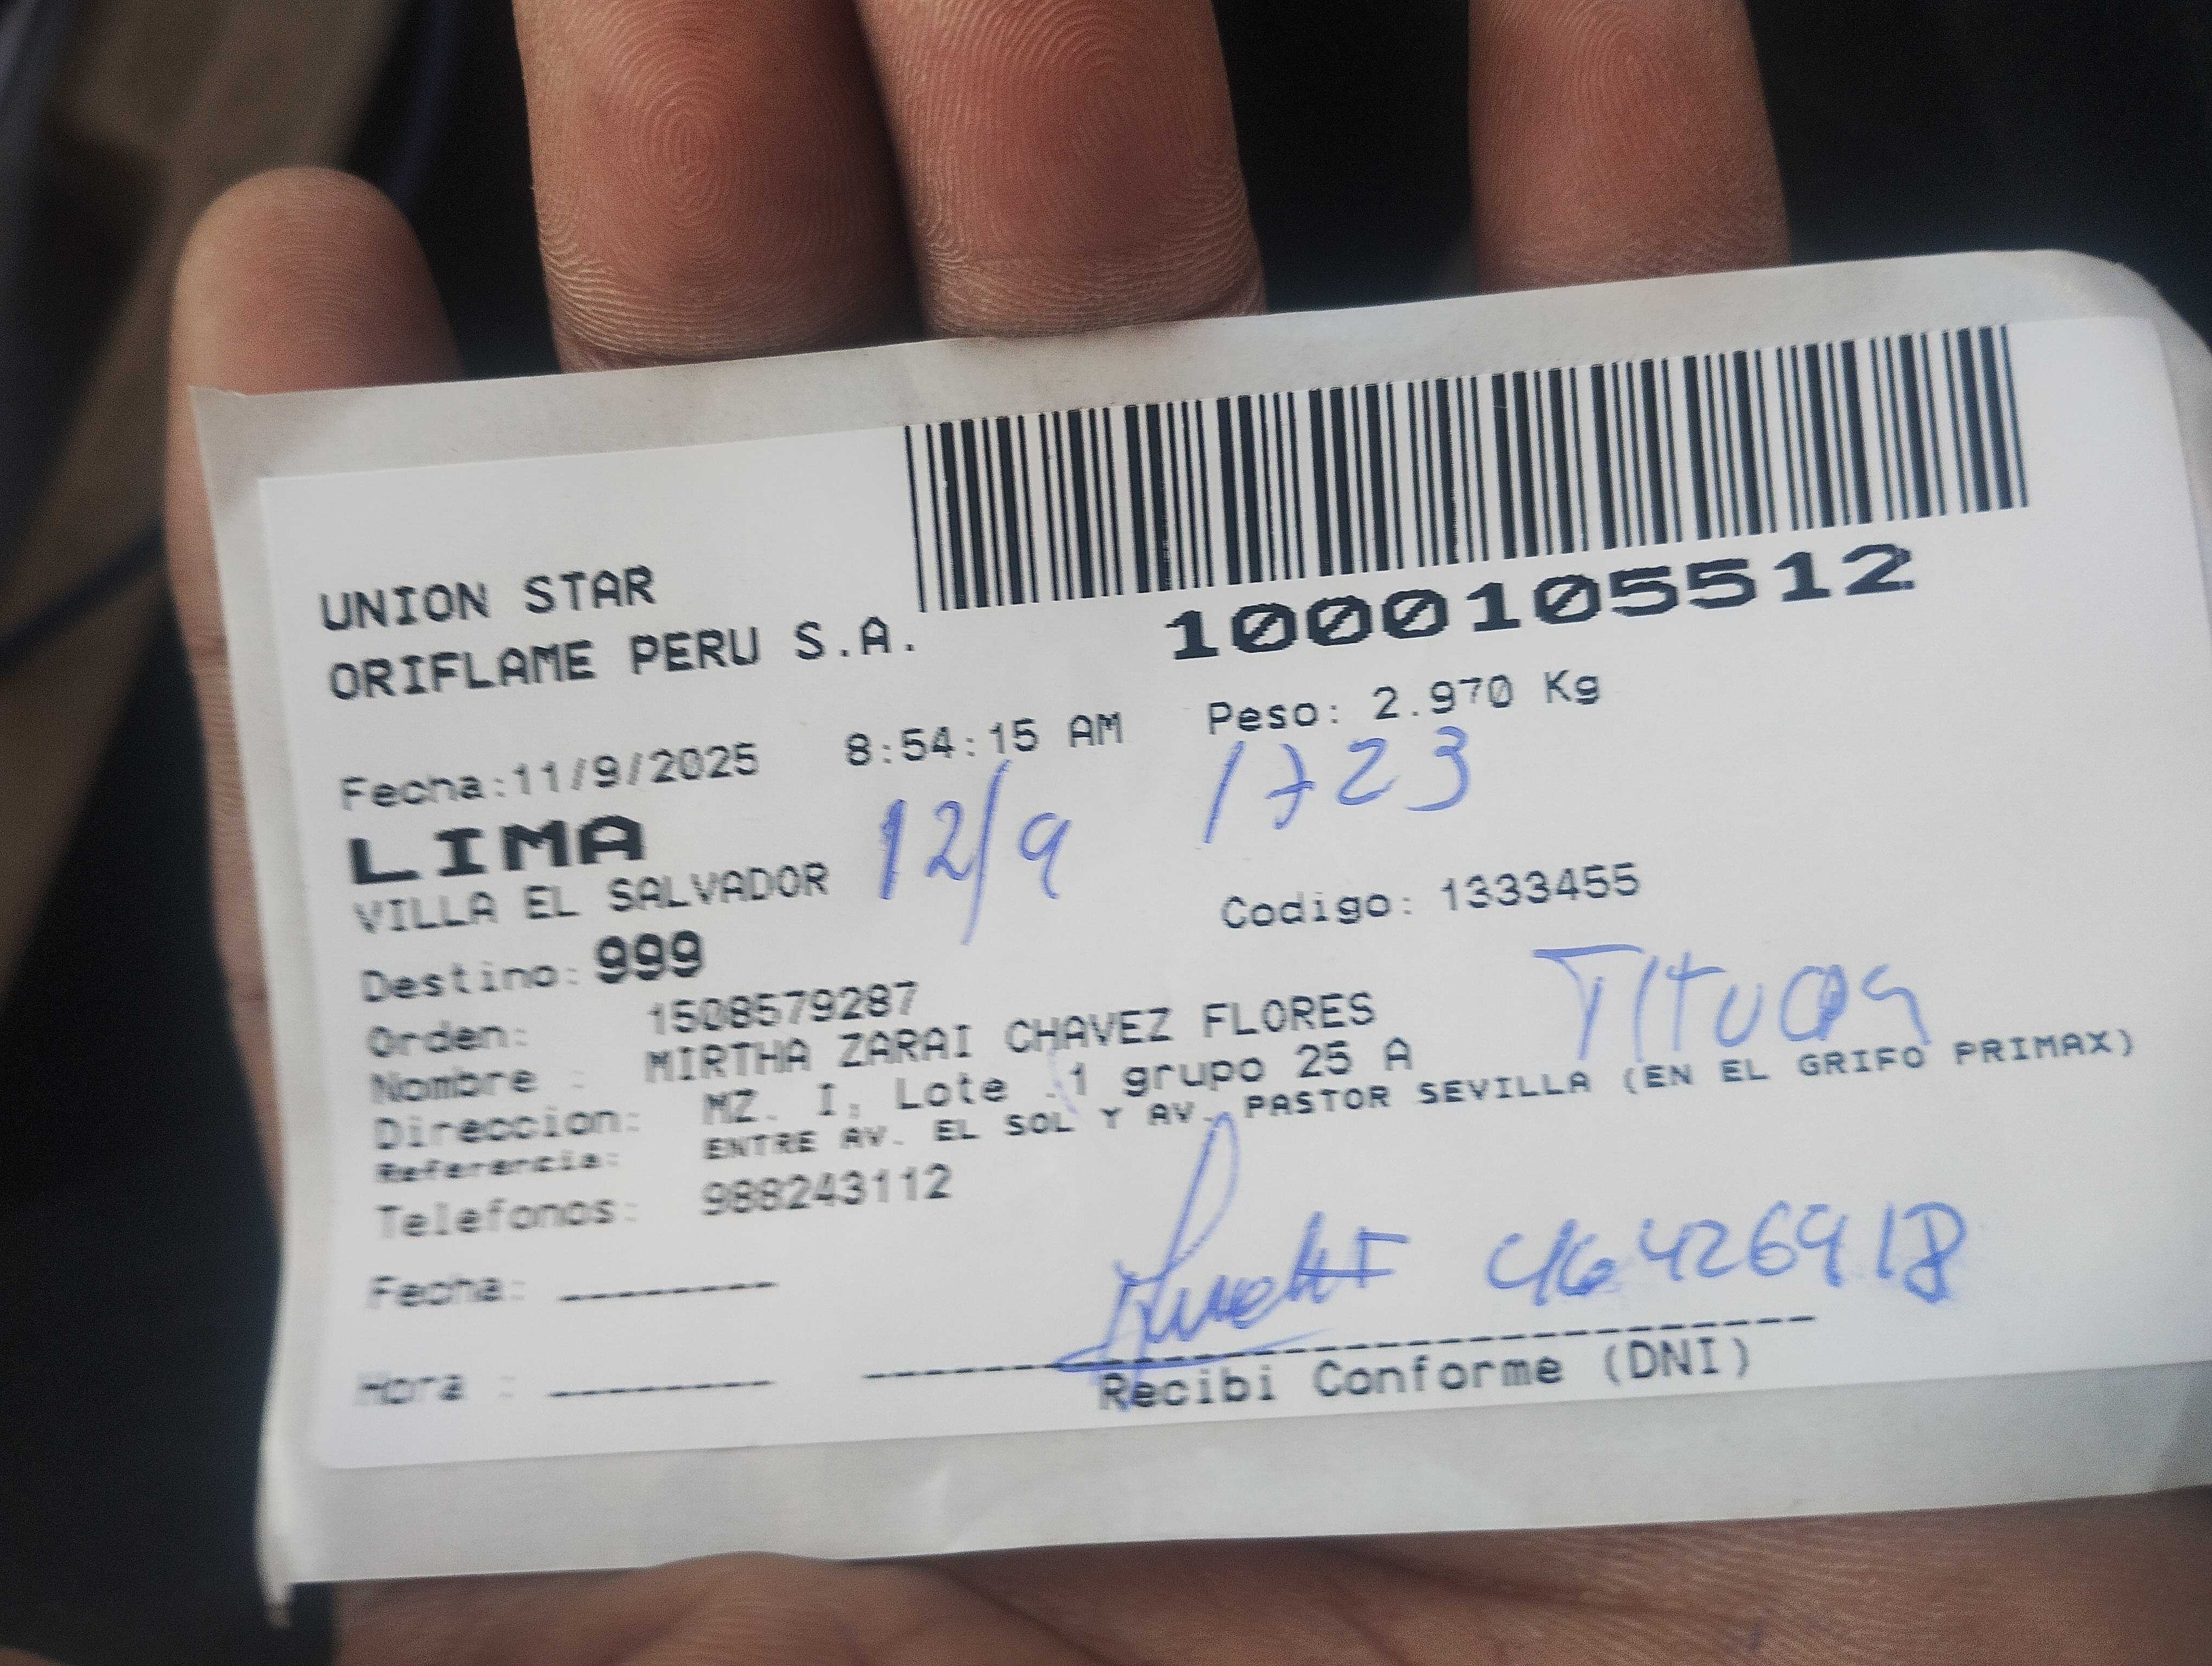 UNION STAR
ORIFLAME PERU S.A.
1000105512
Fecha:11/9/2025 8:54:15 AM Peso: 2.970 Kg
LIMA 12/9 1723
VILLA EL SALVADOR
Codigo: 1333455
Destino: 999
Orden: 1508579287
Nombre : MIRTHA ZARAI CHAVEZ FLORES
Direccion: MZ. I, Lote 1 grupo 25 A
Referencia: ENTRE AV. EL SOL Y AV. PASTOR SEVILLA (EN EL GRIFO PRIMAX)
Telefonos: 988243112
Fecha: ________
Hora : ________
Recibi Conforme (DNI)